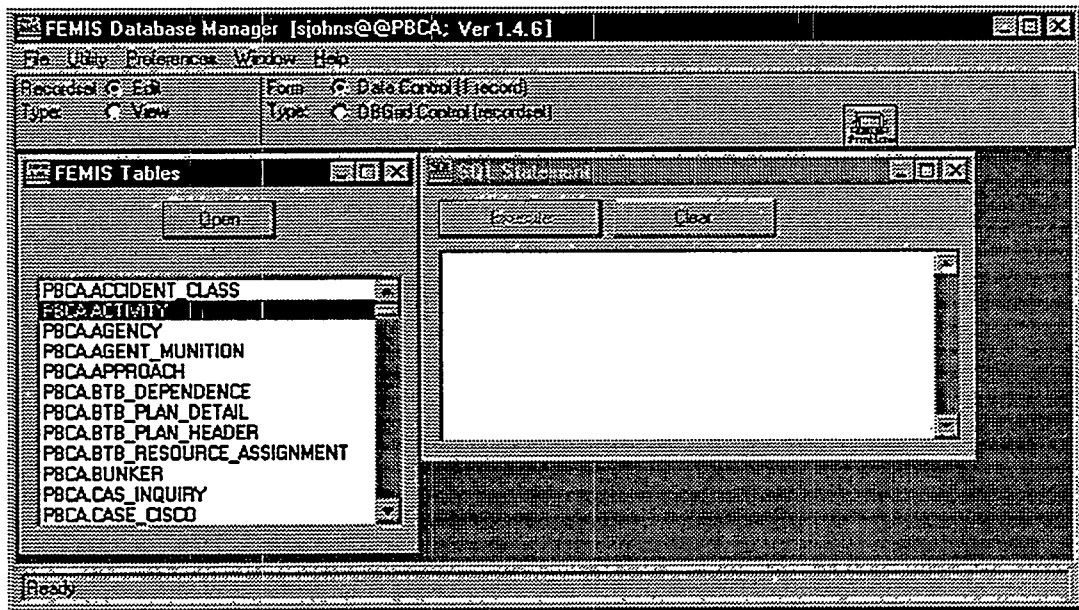 FEMIS Database Manager [sjohns@@PBCA; Ver 1.4.6]
File Utility Preferences Window Help
Recordset Edit
Type: View
Form Data Control (1 record)
Type: DBGrid Control (recordset)
FEMIS Tables
Open
PBCA.ACCIDENT_CLASS
PBCA.ACTIVITY
PBCA.AGENCY
PBCA.AGENT_MUNITION
PBCA.APPROACH
PBCA.BTB_DEPENDENCE
PBCA.BTB_PLAN_DETAIL
PBCA.BTB_PLAN_HEADER
PBCA.BTB_RESOURCE_ASSIGNMENT
PBCA.BUNKER
PBCA.CAS_INQUIRY
PBCA.CASE_CISCO
SQL Statement
Execute Clear
Ready